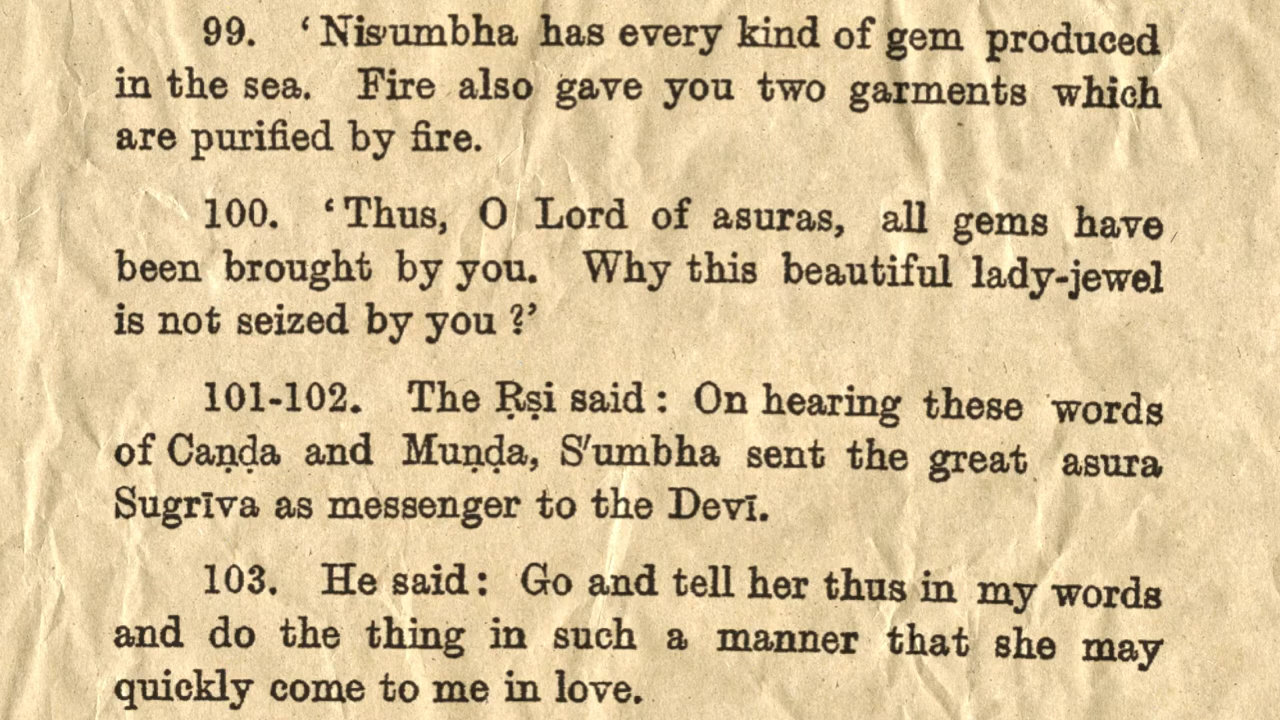 99. ‘Nis'umbha has every kind of gem produced
in the sea. Fire also gave you two garments which
are purified by fire.
100. ‘Thus, O Lord of asuras, all gems have
been brought by you. Why this beautiful lady-jewel
is not seized by you ?’
101-102. The Ṛṣi said : On hearing these words
of Caṇḍa and Muṇḍa, S'umbha sent the great asura
Sugrīva as messenger to the Devī.
103. He said : Go and tell her thus in my words
and do the thing in such a manner that she may
quickly come to me in love.